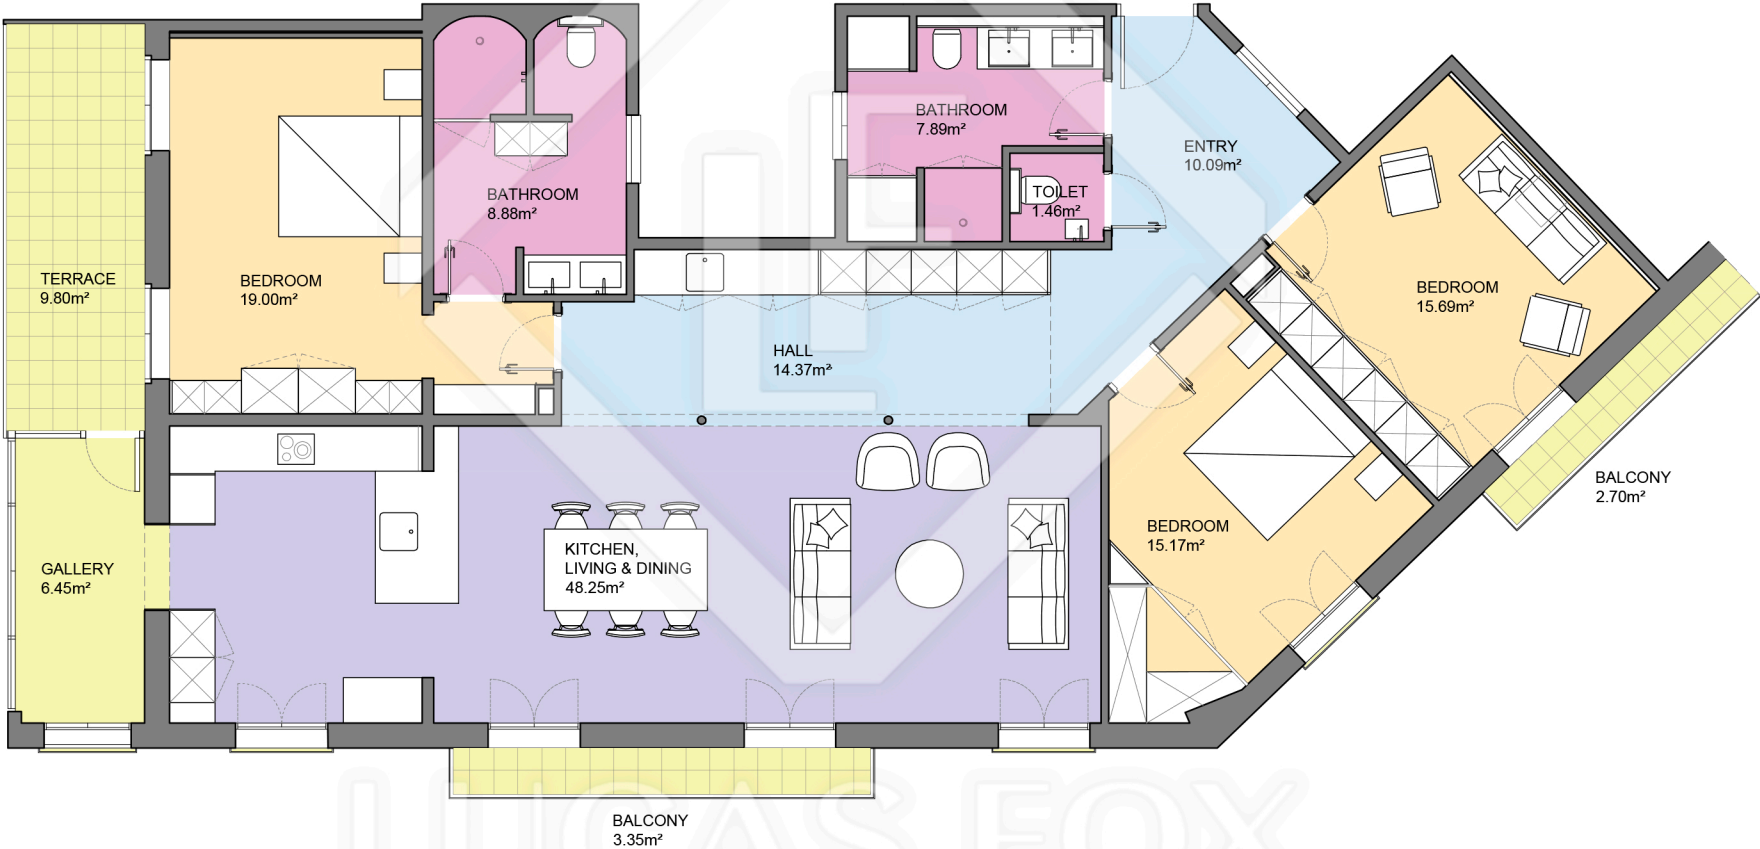 BATHROOM
7.89m²
ENTRY
10.09m²
TOILET
1.46m²
BATHROOM
8.88m²
TERRACE
9.80m²
BEDROOM
19.00m²
BEDROOM
15.69m²
HALL
14.37m²
BALCONY
2.70m²
BEDROOM
15.17m²
KITCHEN,
LIVING & DINING
48.25m²
GALLERY
6.45m²
BALCONY
3.35m²
LUCAS FOX